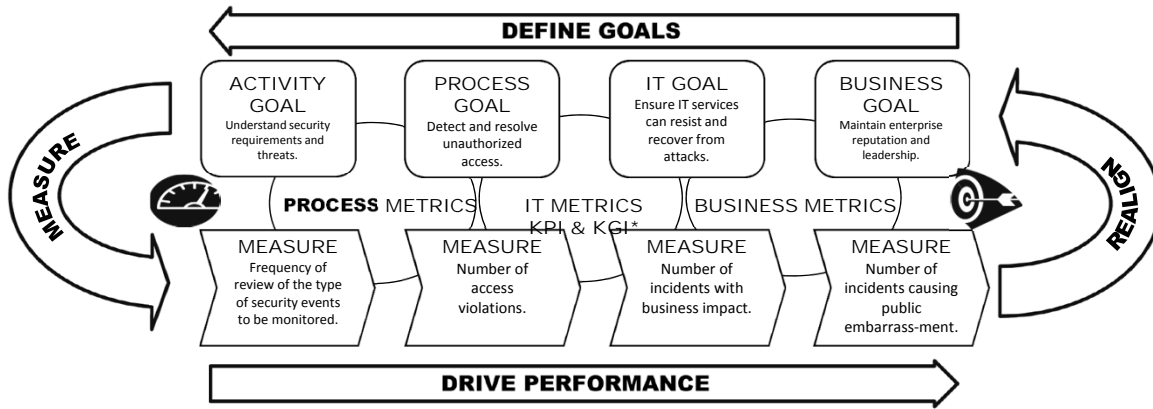 DEFINE GOALS
ACTIVITY
GOAL
Understand security
requirements and
threats.
PROCESS
GOAL
Detect and resolve
unauthorized
access.
IT GOAL
Ensure IT services
can resist and
recover from
attacks.
BUSINESS
GOAL
Maintain enterprise
reputation and
leadership.
MEASURE
REALIGN
PROCESS METRICS
IT METRICS
KPI & KGI*
BUSINESS METRICS
MEASURE
Frequency of
review of the type
of security events
to be monitored.
MEASURE
Number of
access
violations.
MEASURE
Number of
incidents with
business impact.
MEASURE
Number of
incidents causing
public
embarrass-ment.
DRIVE PERFORMANCE